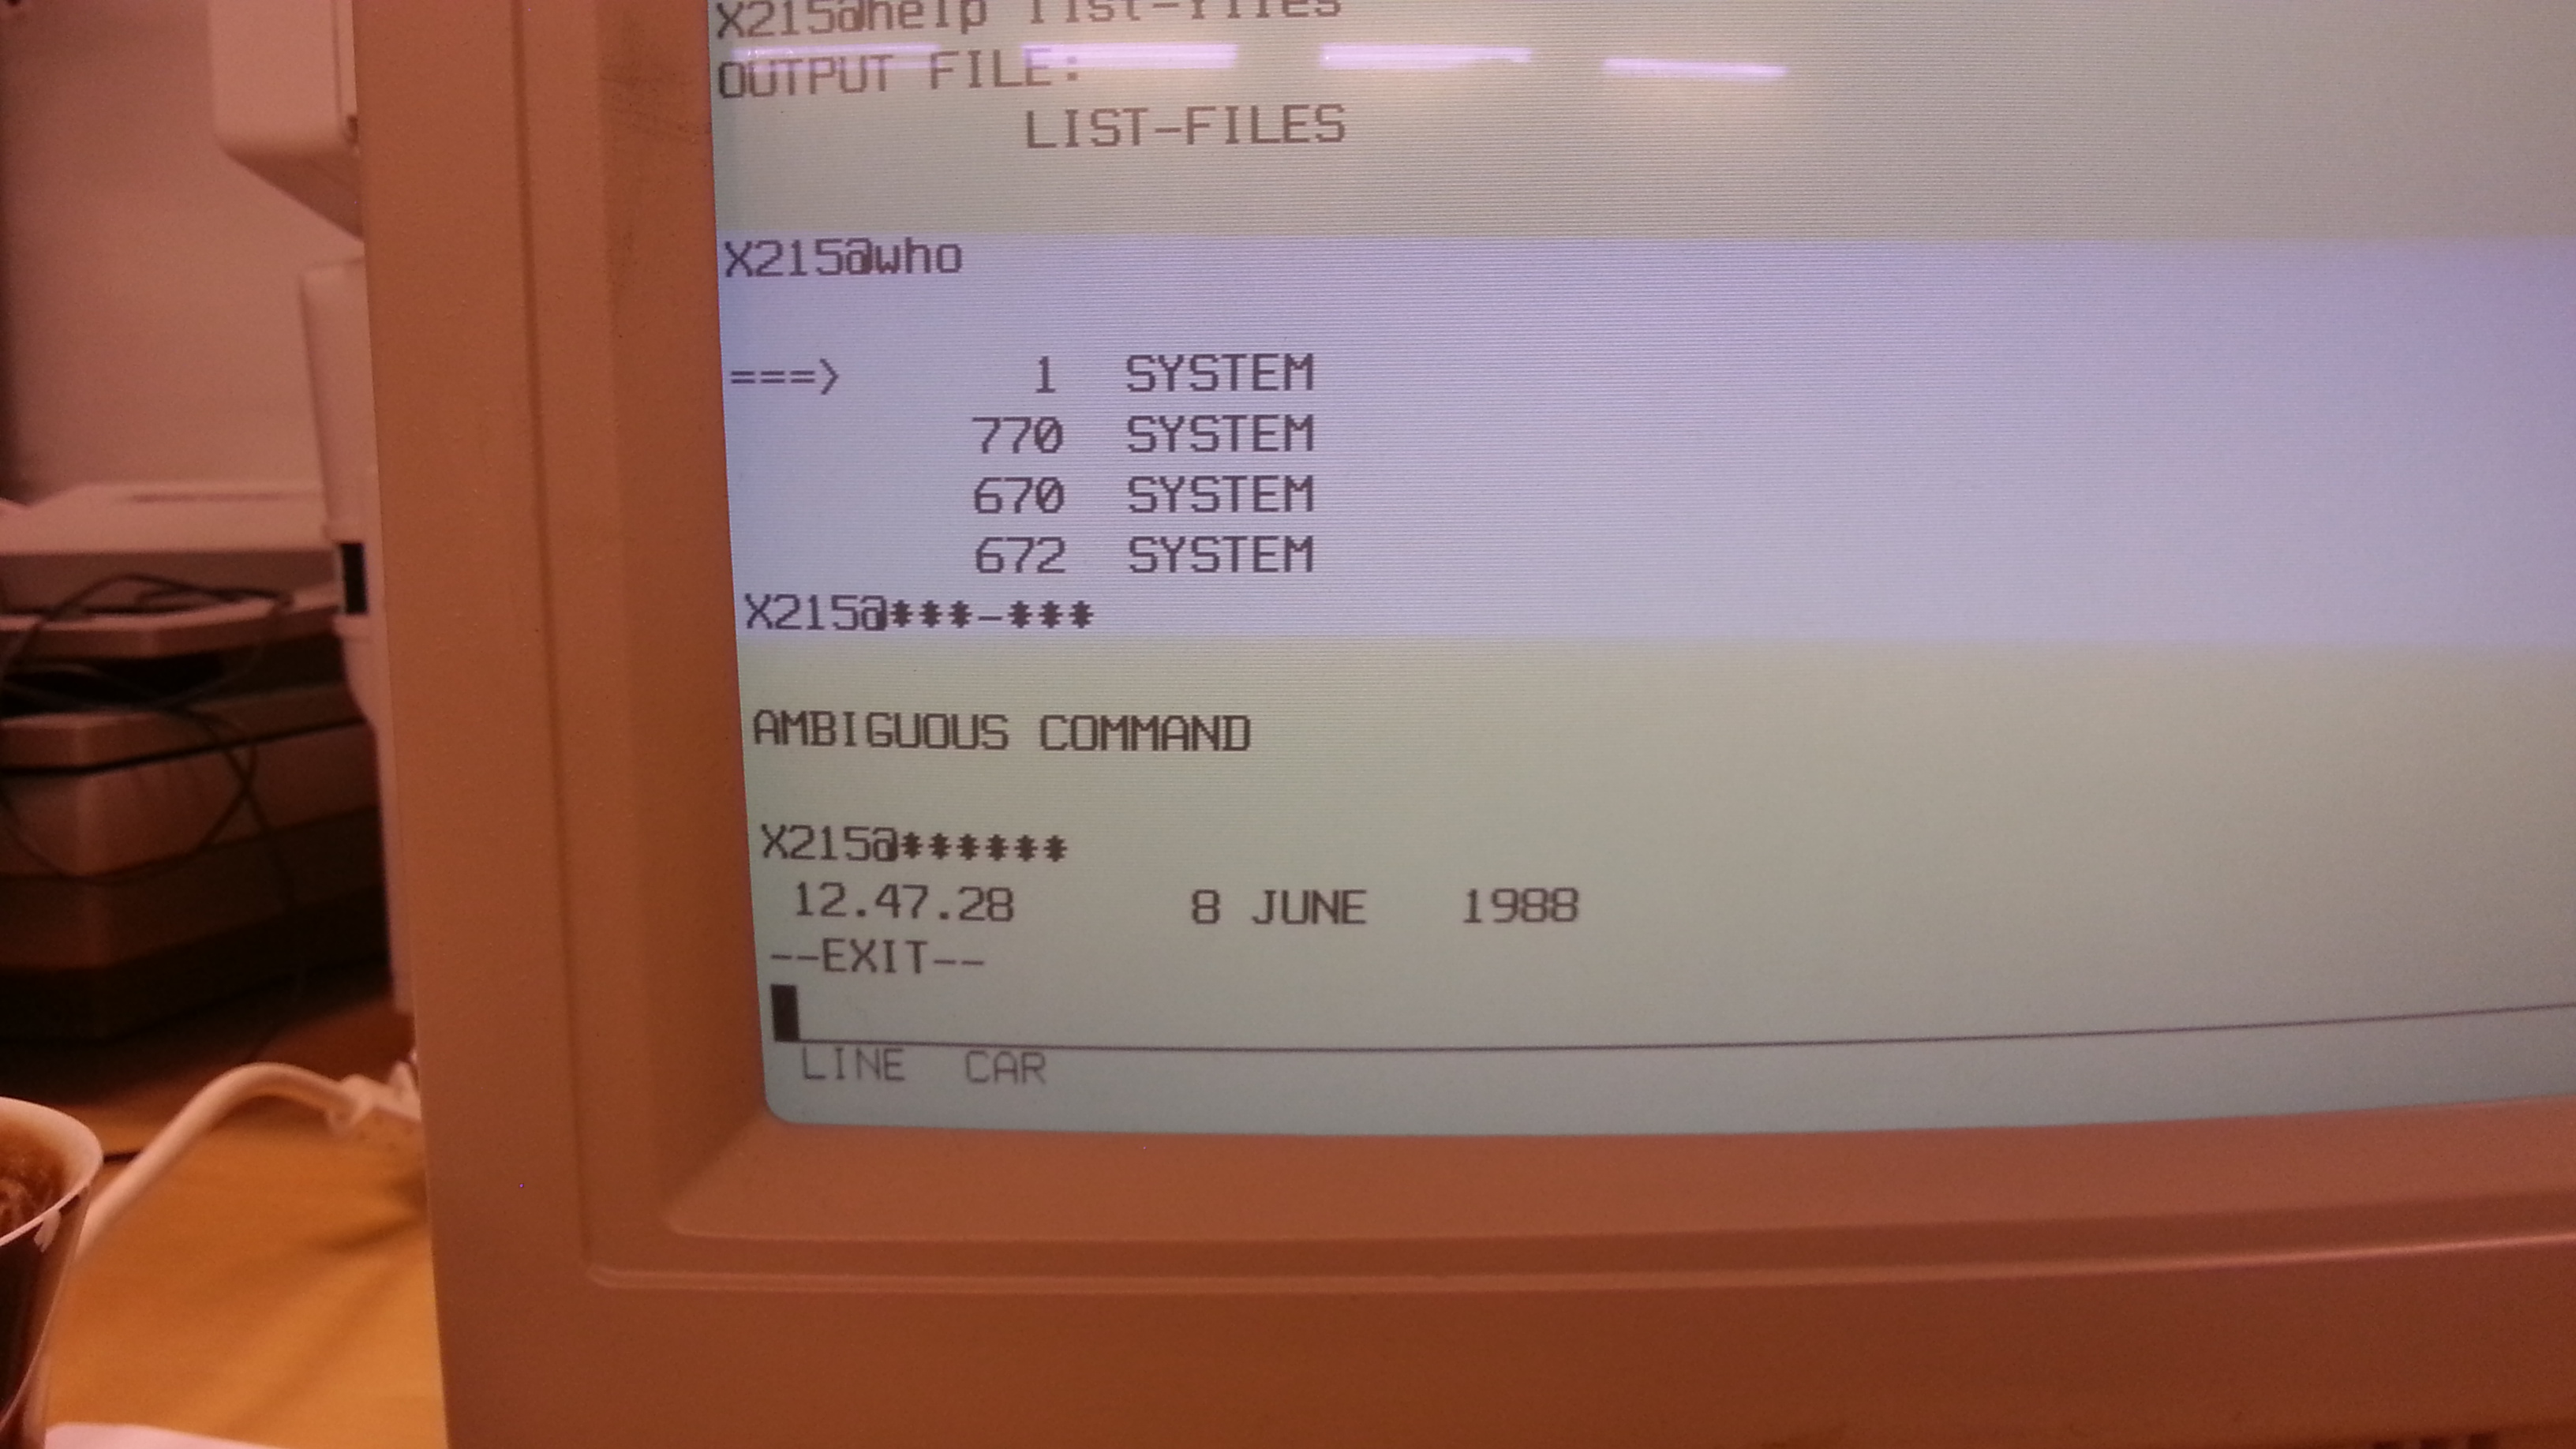 X215@help list-files
OUTPUT FILE:
LIST-FILES
X215@who
===> 1 SYSTEM
770 SYSTEM
670 SYSTEM
672 SYSTEM
X215@***-***
AMBIGUOUS COMMAND
X215@******
12.47.28 8 JUNE 1988
--EXIT--
LINE CAR